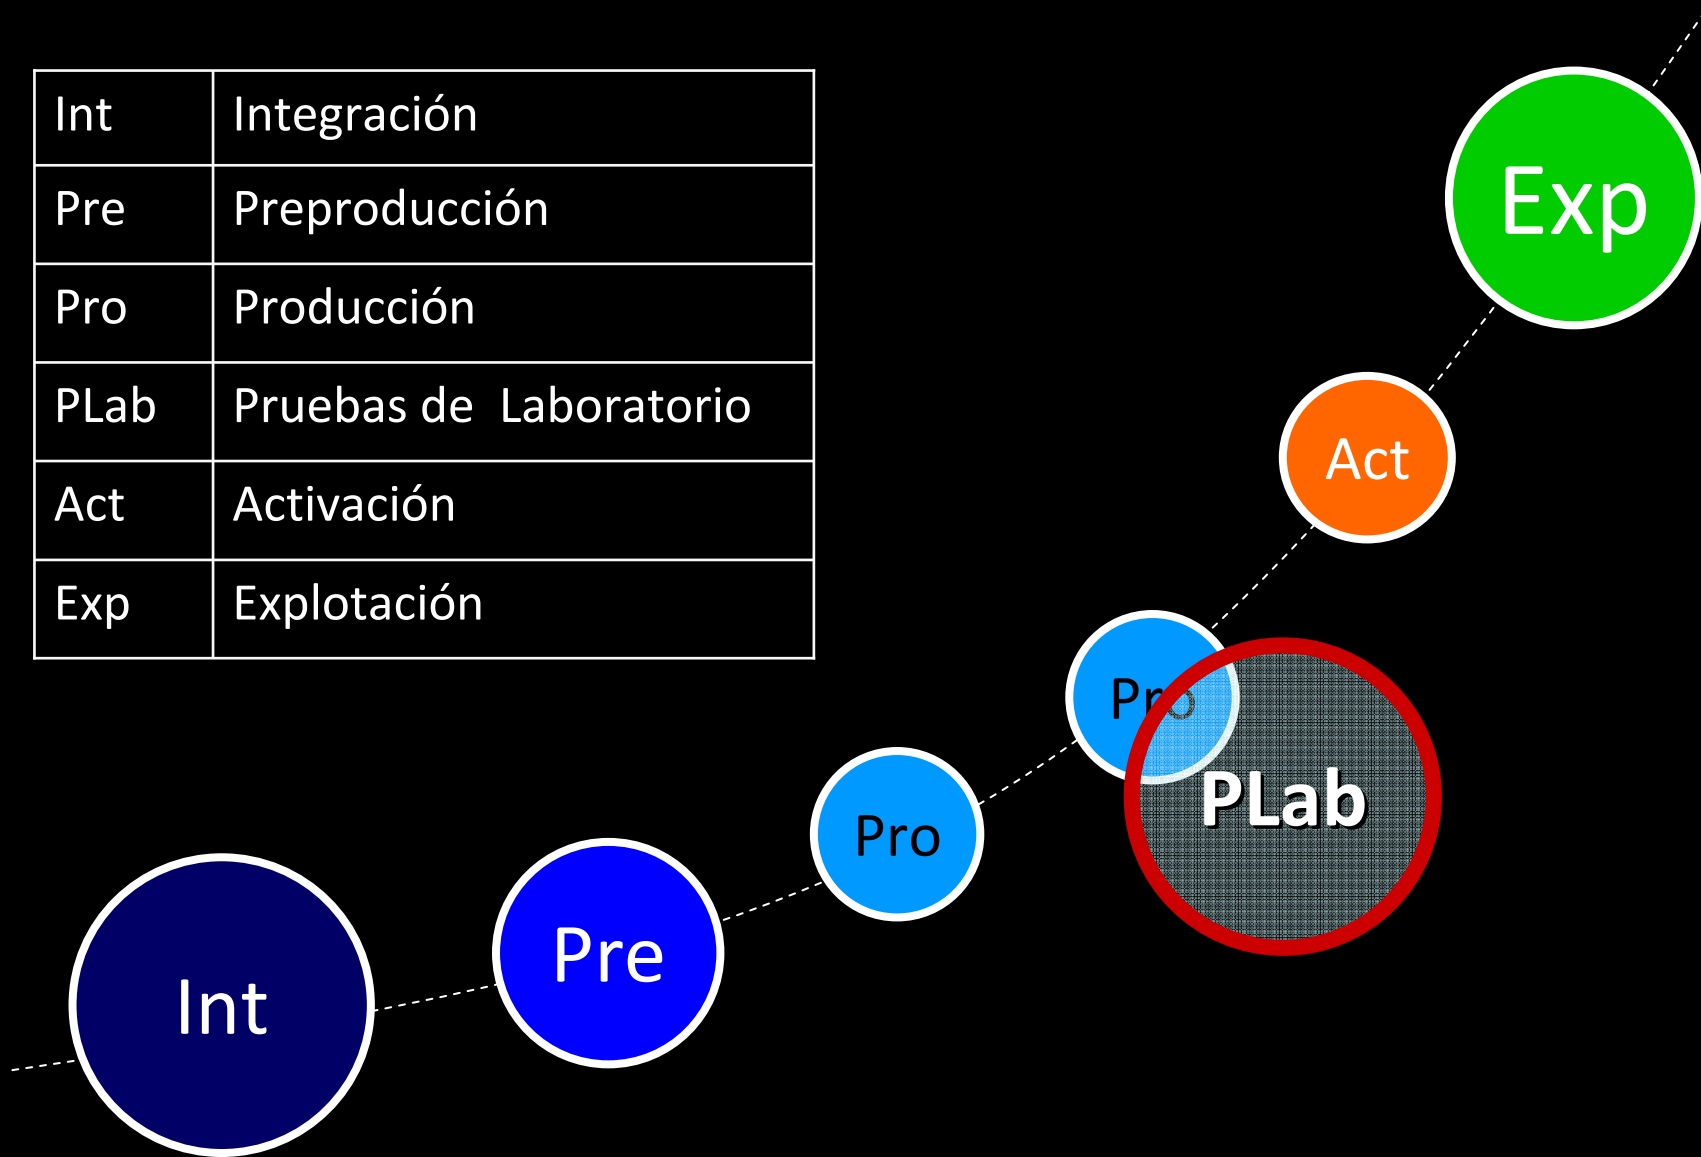 Int Integración
Pre Preproducción
Pro Producción
PLab Pruebas de  Laboratorio
Act Activación
Exp Explotación
Exp
Act
Pro
PLab
Pro
Pre
Int